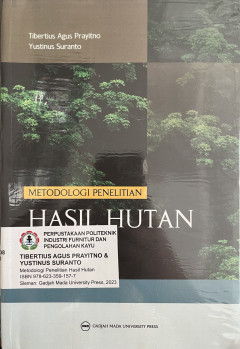 Tibertius Agus Prayitno
Yustinus Suranto
METODOLOGI PENELITIAN
HASIL HUTAN
PERPUSTAKAAN POLITEKNIK
INDUSTRI FURNITUR DAN
PENGOLAHAN KAYU
TIBERTIUS AGUS PRAYITNO &
YUSTINUS SURANTO
Metodologi Penelitian Hasil Hutan
ISBN 978-623-359-157-7
Sleman: Gadjah Mada University Press, 2023
GADJAH MADA UNIVERSITY PRESS